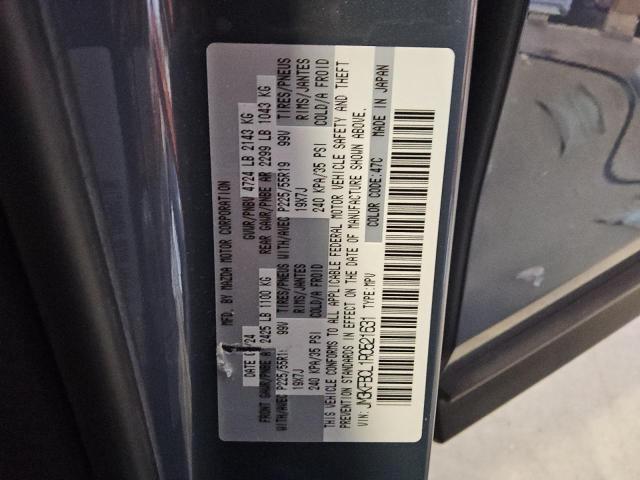 MFD. BY MAZDA MOTOR CORPORATION
DATE /24 GVWR/PNBV 4724 LB 2143 KG
FRONT GAWR/PNBE AV 2425 LB 1100 KG REAR GAWR/PNBE AR 2299 LB 1043 KG
WITH/AVEC P225/55R19 99V TIRES/PNEUS WITH/AVEC P225/55R19 99V TIRES/PNEUS
19X7J RIMS/JANTES 19X7J RIMS/JANTES
240 KPA/35 PSI COLD/A FROID 240 KPA/35 PSI COLD/A FROID
THIS VEHICLE CONFORMS TO ALL APPLICABLE FEDERAL MOTOR VEHICLE SAFETY AND THEFT
PREVENTION STANDARDS IN EFFECT ON THE DATE OF MANUFACTURE SHOWN ABOVE.
VIN: JM3KFBCL1R0521631 TYPE:MPV COLOR CODE:47C MADE IN JAPAN